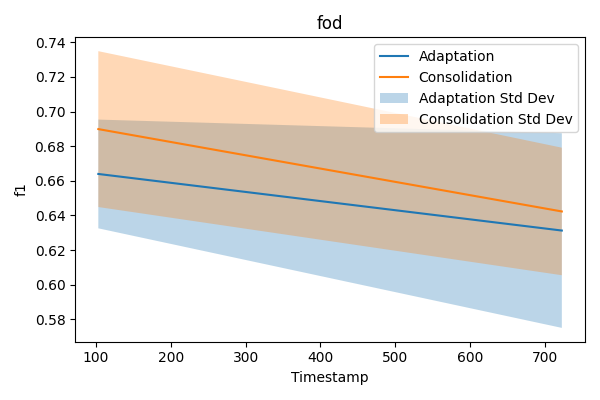 fod
0.74
0.72
0.70
0.68
0.66
0.64
0.62
0.60
0.58
f1
Adaptation
Consolidation
Adaptation Std Dev
Consolidation Std Dev
100 200 300 400 500 600 700
Timestamp